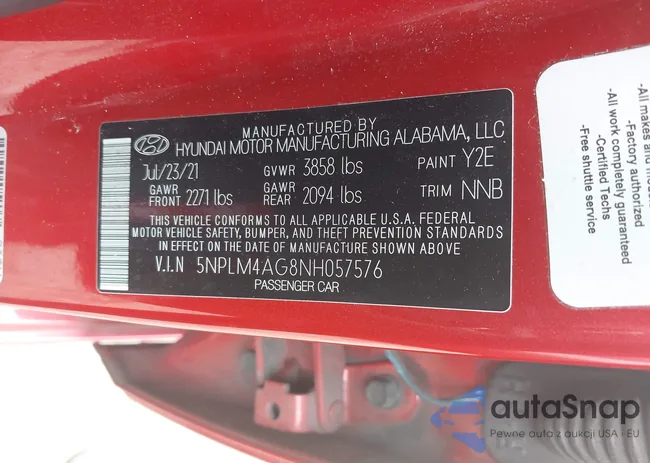 MANUFACTURED BY
HYUNDAI MOTOR MANUFACTURING ALABAMA, LLC
Jul/23/21 GVWR 3858 lbs PAINT Y2E
GAWR FRONT 2271 lbs GAWR REAR 2094 lbs TRIM NNB
THIS VEHICLE CONFORMS TO ALL APPLICABLE U.S.A. FEDERAL
MOTOR VEHICLE SAFETY, BUMPER, AND THEFT PREVENTION STANDARDS
IN EFFECT ON THE DATE OF MANUFACTURE SHOWN ABOVE
V.I.N 5NPLM4AG8NH057576
PASSENGER CAR
-All makes and
-Factory authorized
-All work completely guaranteed
-Certified Techs
-Free shuttle service
autaSnap
Pewne auta z aukcji USA i EU